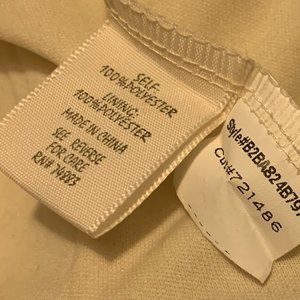 SELF:
100%POLYESTER
LINING:
100%POLYESTER
MADE IN CHINA
SEE REVERSE
FOR CARE
RN# 74883
Style#B2BA824B79
Cut#721486